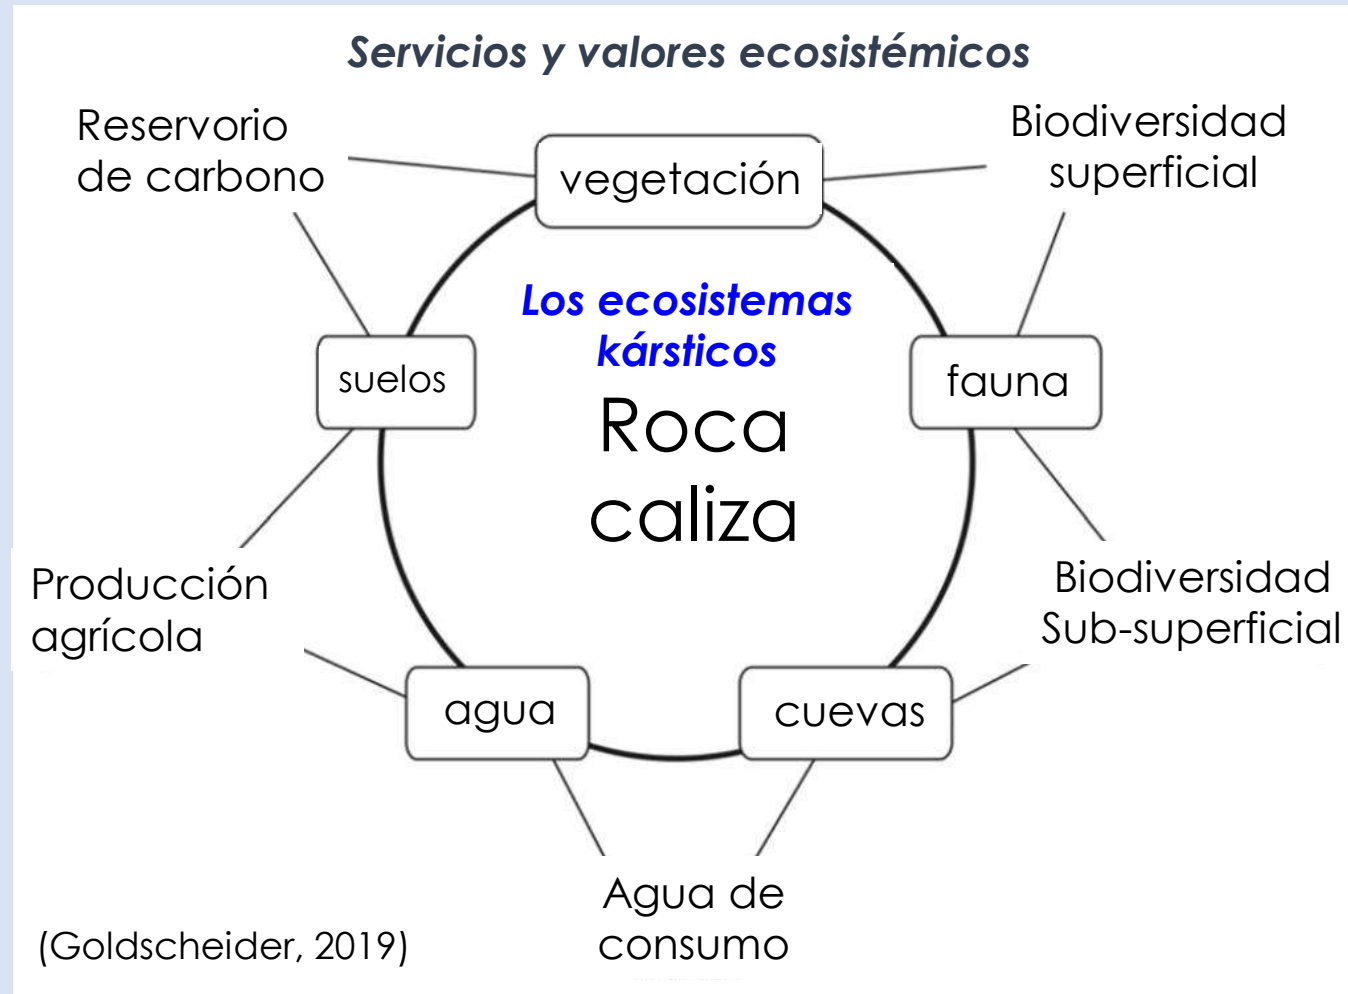 Servicios y valores ecosistémicos
Reservorio
de carbono
Biodiversidad
superficial
vegetación
Los ecosistemas
kársticos
suelos
fauna
Roca
caliza
Producción
agrícola
Biodiversidad
Sub-superficial
agua
cuevas
Agua de
consumo
(Goldscheider, 2019)